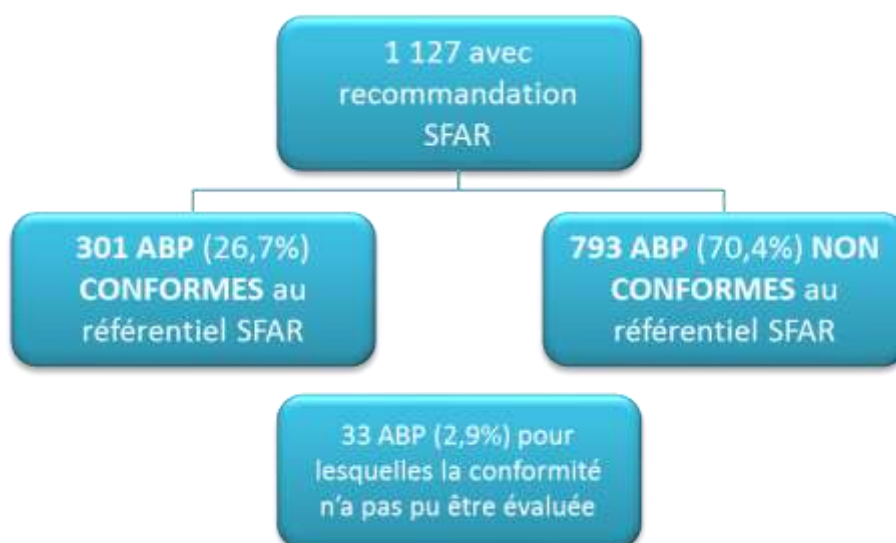 1 127 avec
recommandation
SFAR
301 ABP (26,7%)
CONFORMES au
référentiel SFAR
793 ABP (70,4%) NON
CONFORMES au
référentiel SFAR
33 ABP (2,9%) pour
lesquelles la conformité
n'a pas pu être évaluée